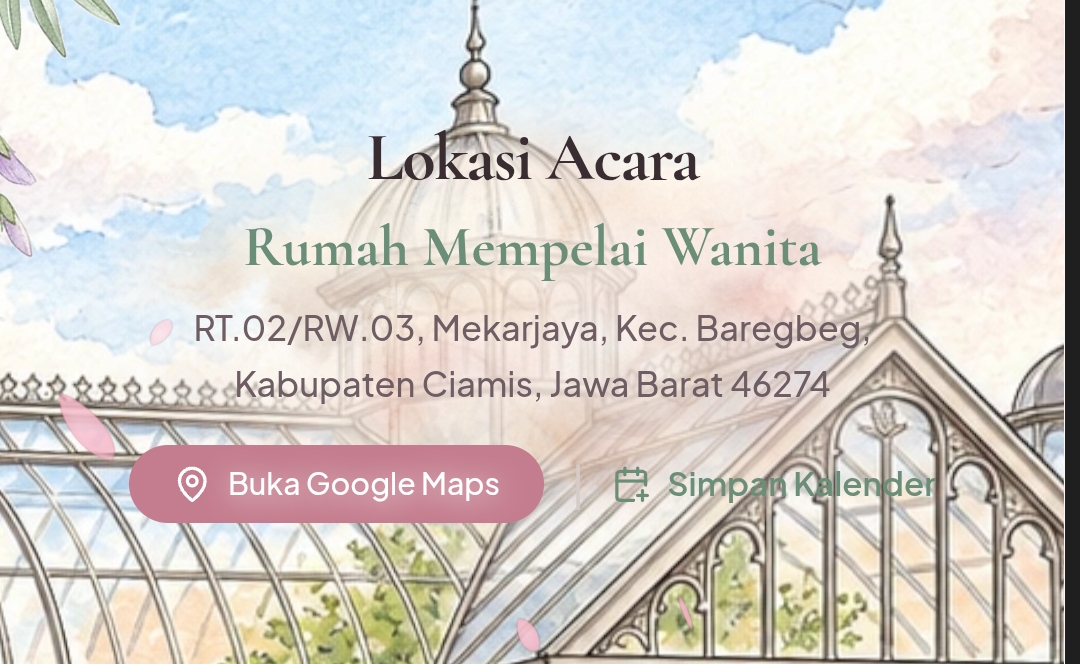 Lokasi Acara
Rumah Mempelai Wanita
RT.02/RW.03, Mekarjaya, Kec. Baregbeg,
Kabupaten Ciamis, Jawa Barat 46274
Buka Google Maps
Simpan Kalender